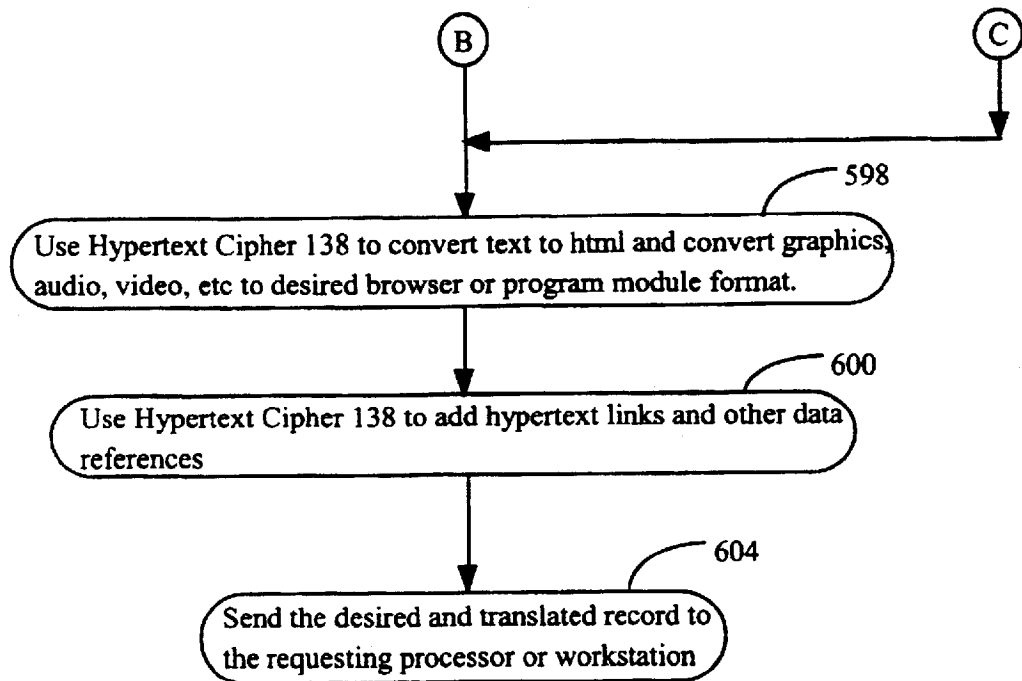 B
C
598
Use Hypertext Cipher 138 to convert text to html and convert graphics,
audio, video, etc to desired browser or program module format.
600
Use Hypertext Cipher 138 to add hypertext links and other data
references
604
Send the desired and translated record to
the requesting processor or workstation